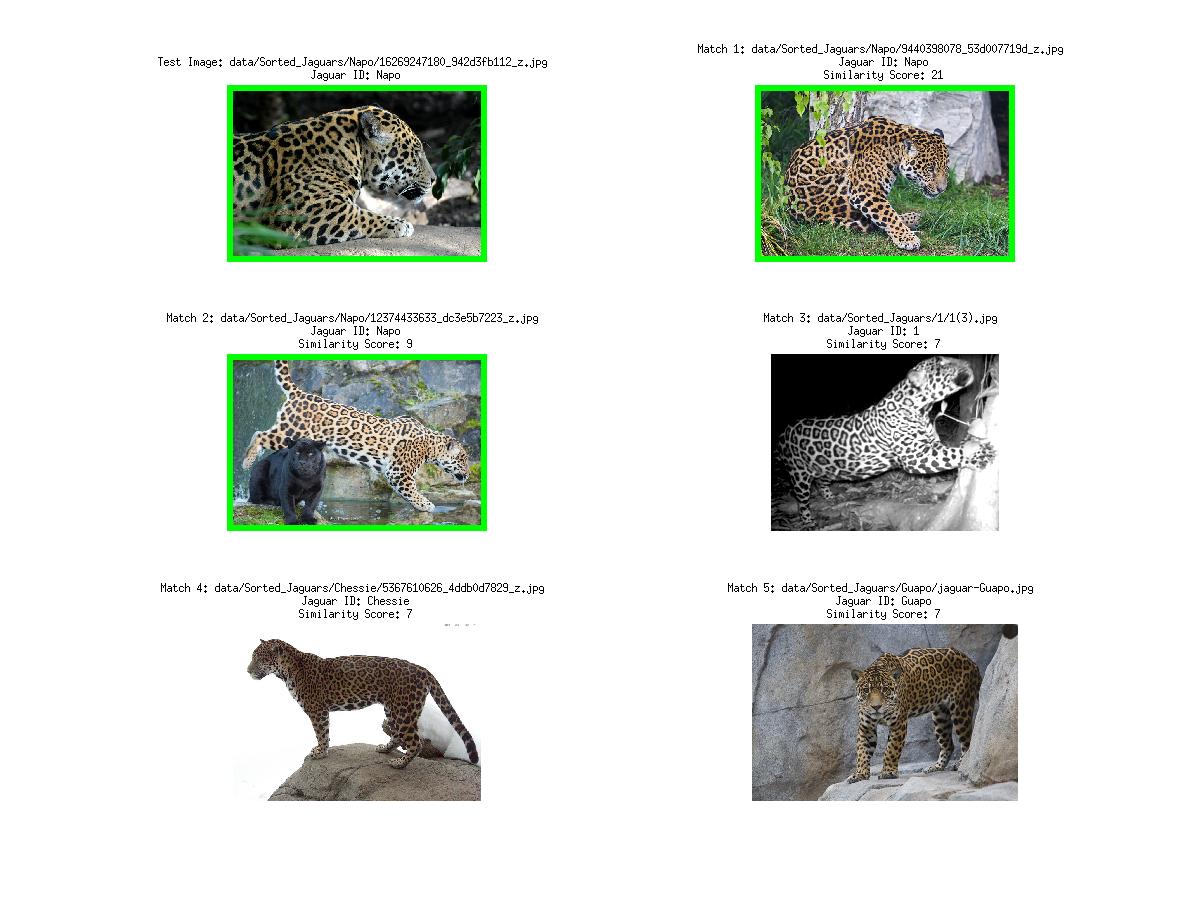 Test Image: data/Sorted_Jaguars/Napo/16269247180_942d3fb112_z.jpg
Jaguar ID: Napo
Match 1: data/Sorted_Jaguars/Napo/9440398078_53d007719d_z.jpg
Jaguar ID: Napo
Similarity Score: 21
Match 2: data/Sorted_Jaguars/Napo/12374433633_dc3e5b7223_z.jpg
Jaguar ID: Napo
Similarity Score: 9
Match 3: data/Sorted_Jaguars/1/1(3).jpg
Jaguar ID: 1
Similarity Score: 7
Match 4: data/Sorted_Jaguars/Chessie/5367610626_4ddb0d7829_z.jpg
Jaguar ID: Chessie
Similarity Score: 7
Match 5: data/Sorted_Jaguars/Guapo/jaguar-Guapo.jpg
Jaguar ID: Guapo
Similarity Score: 7